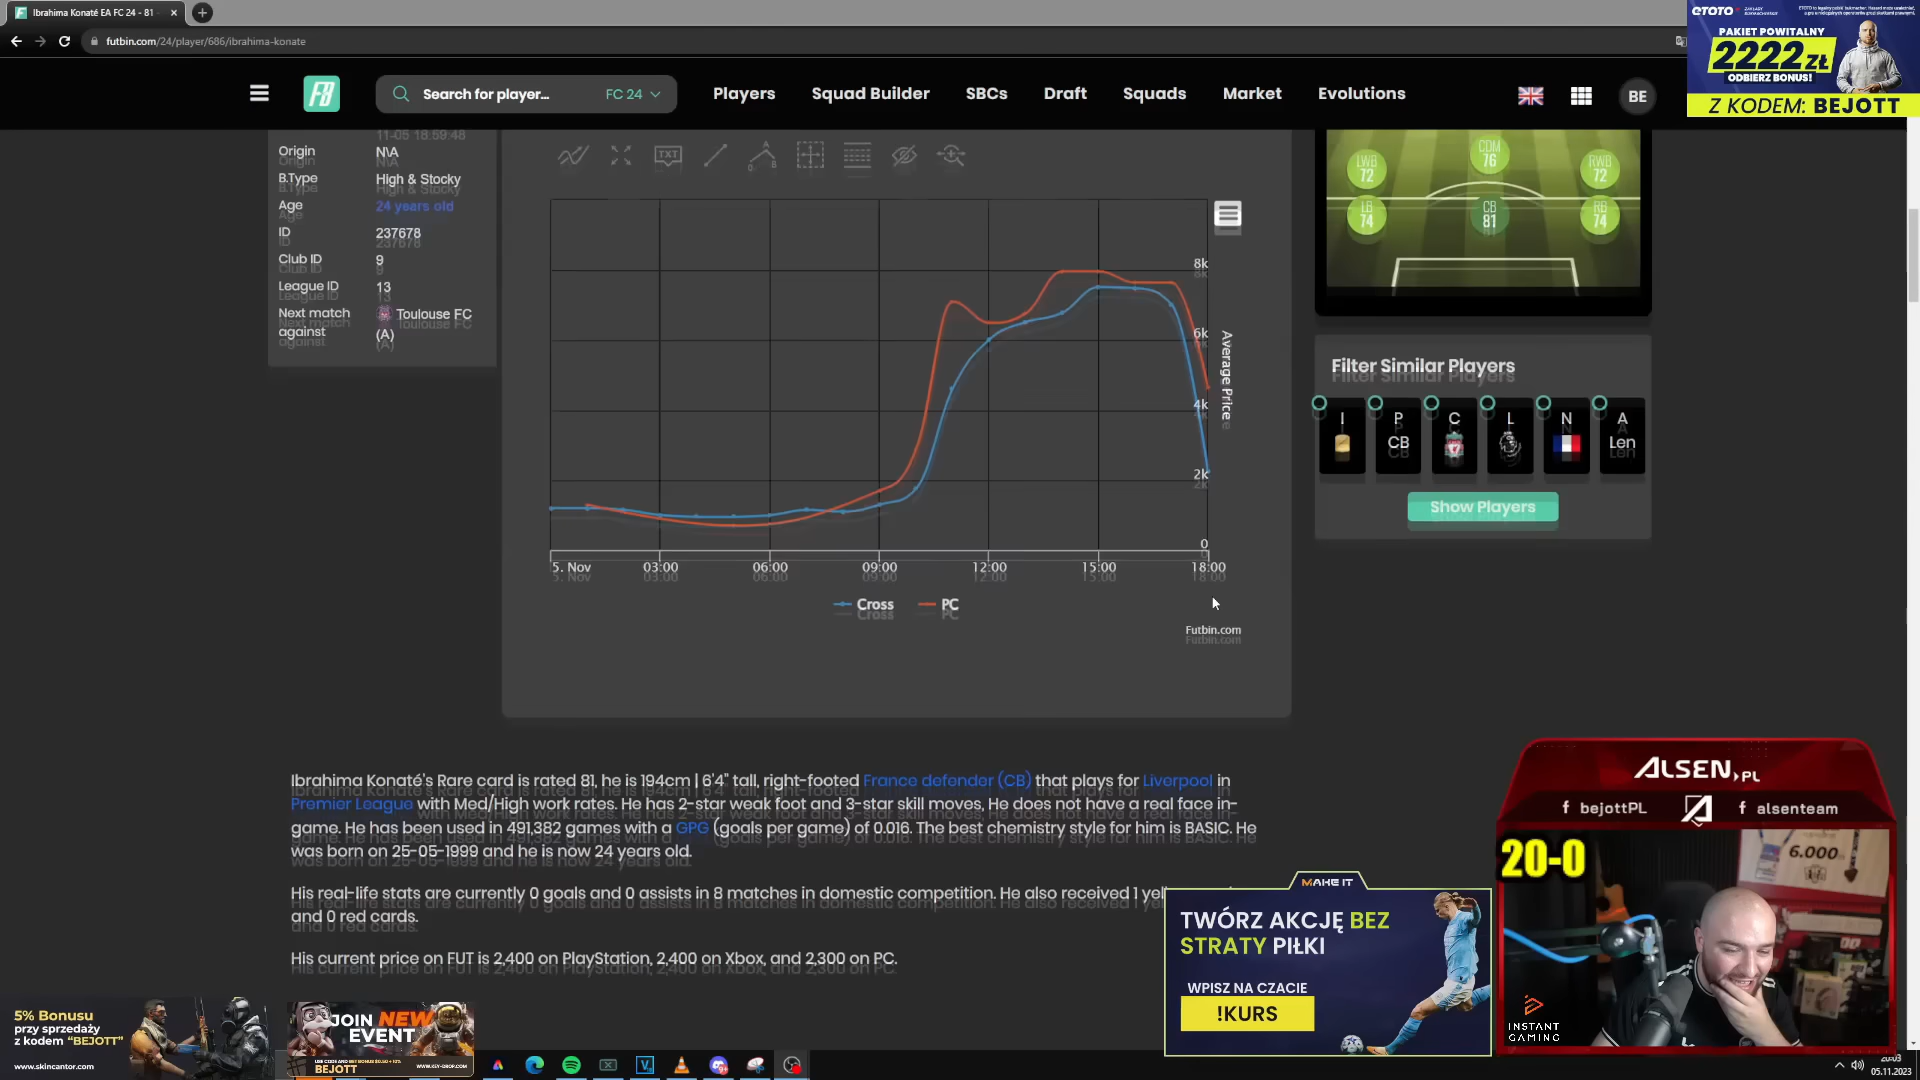 Ibrahima Konaté EA FC 24 - 81
futbin.com/24/player/686/ibrahima-konate
Search for player...
FC 24
Players
Squad Builder
SBCs
Draft
Squads
Market
Evolutions
BE
ETOTO
PAKIET POWITALNY
2222zł
ODBIERZ BONUS!
Z KODEM: BEJOTT
11-05 18:59:48
Origin N\A
B.Type High & Stocky
Age 24 years old
ID 237678
Club ID 9
League ID 13
Next match Toulouse FC
against (A)
TXT
8k
6k
4k
2k
0
Average Price
5. Nov 03:00 06:00 09:00 12:00 15:00 18:00
Cross PC
Futbin.com
LWB
72
CDM
76
RWB
72
LB
74
CB
81
RB
74
Filter Similar Players
I P C L N A
CB
Len
Show Players
Ibrahima Konaté's Rare card is rated 81, he is 194cm | 6'4" tall, right-footed France defender (CB) that plays for Liverpool in
Premier League with Med/High work rates. He has 2-star weak foot and 3-star skill moves, He does not have a real face in-
game. He has been used in 491,382 games with a GPG (goals per game) of 0.016. The best chemistry style for him is BASIC. He
was born on 25-05-1999 and he is now 24 years old.
His real-life stats are currently 0 goals and 0 assists in 8 matches in domestic competition. He also received 1
and 0 red cards.
His current price on FUT is 2,400 on PlayStation, 2,400 on Xbox, and 2,300 on PC.
MAKE IT
TWÓRZ AKCJĘ BEZ
STRATY PIŁKI
WPISZ NA CZACIE
!KURS
ALSEN.PL
bejottPL
alsenteam
20-0
6.000
INSTANT
GAMING
5% Bonusu
przy sprzedaży
z kodem "BEJOTT"
www.skincantor.com
JOIN NEW
EVENT
BEJOTT
WWW.KEY-DROP.COM
20:03
05.11.2023